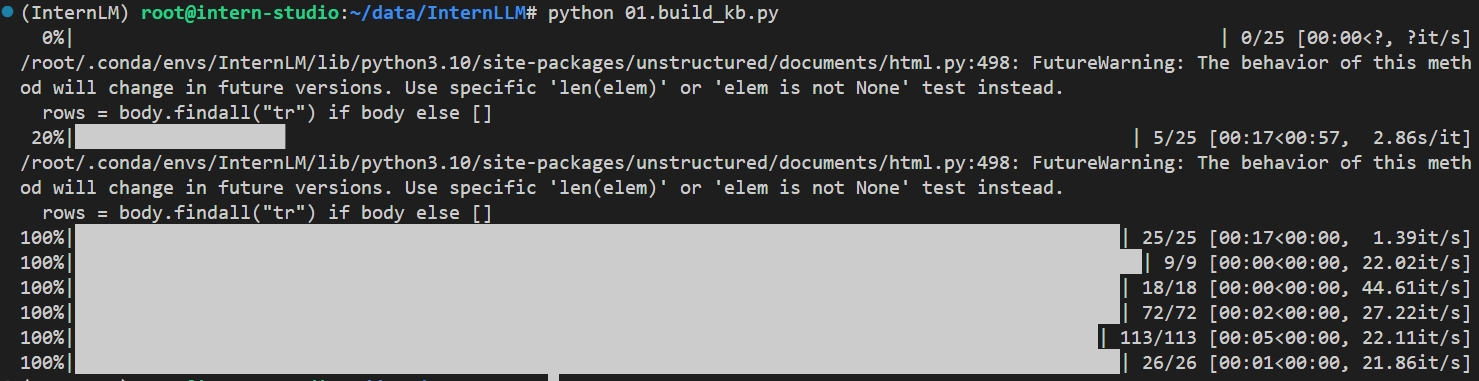 (InternLM) root@intern-studio:~/data/InternLLM# python 01.build_kb.py
0%| | 0/25 [00:00<?, ?it/s]
/root/.conda/envs/InternLM/lib/python3.10/site-packages/unstructured/documents/html.py:498: FutureWarning: The behavior of this meth
od will change in future versions. Use specific 'len(elem)' or 'elem is not None' test instead.
rows = body.findall("tr") if body else []
20%| | 5/25 [00:17<00:57, 2.86s/it]
/root/.conda/envs/InternLM/lib/python3.10/site-packages/unstructured/documents/html.py:498: FutureWarning: The behavior of this meth
od will change in future versions. Use specific 'len(elem)' or 'elem is not None' test instead.
rows = body.findall("tr") if body else []
100%| | 25/25 [00:17<00:00, 1.39it/s]
100%| | 9/9 [00:00<00:00, 22.02it/s]
100%| | 18/18 [00:00<00:00, 44.61it/s]
100%| | 72/72 [00:02<00:00, 27.22it/s]
100%| | 113/113 [00:05<00:00, 22.11it/s]
100%| | 26/26 [00:01<00:00, 21.86it/s]